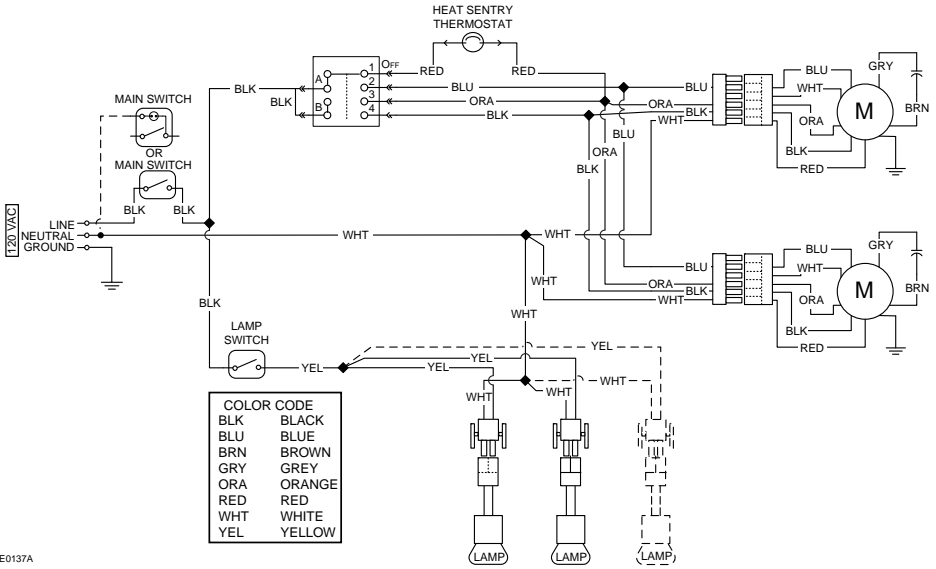 HEAT SENTRY
THERMOSTAT
OFF
1
2
3
4
A
B
RED
RED
BLK
BLK
BLU
ORA
BLK
MAIN SWITCH
OR
MAIN SWITCH
BLK
BLK
120 VAC
LINE
NEUTRAL
GROUND
WHT
WHT
BLU
ORA
BLK
WHT
BLU
ORA
BLK
BLU
WHT
ORA
BLK
RED
GRY
BRN
M
BLU
ORA
BLK
WHT
WHT
WHT
BLU
WHT
ORA
BLK
RED
GRY
BRN
M
BLK
LAMP
SWITCH
YEL
YEL
YEL
YEL
WHT
WHT
WHT
COLOR CODE
BLK BLACK
BLU BLUE
BRN BROWN
GRY GREY
ORA ORANGE
RED RED
WHT WHITE
YEL YELLOW
LAMP
LAMP
LAMP
E0137A